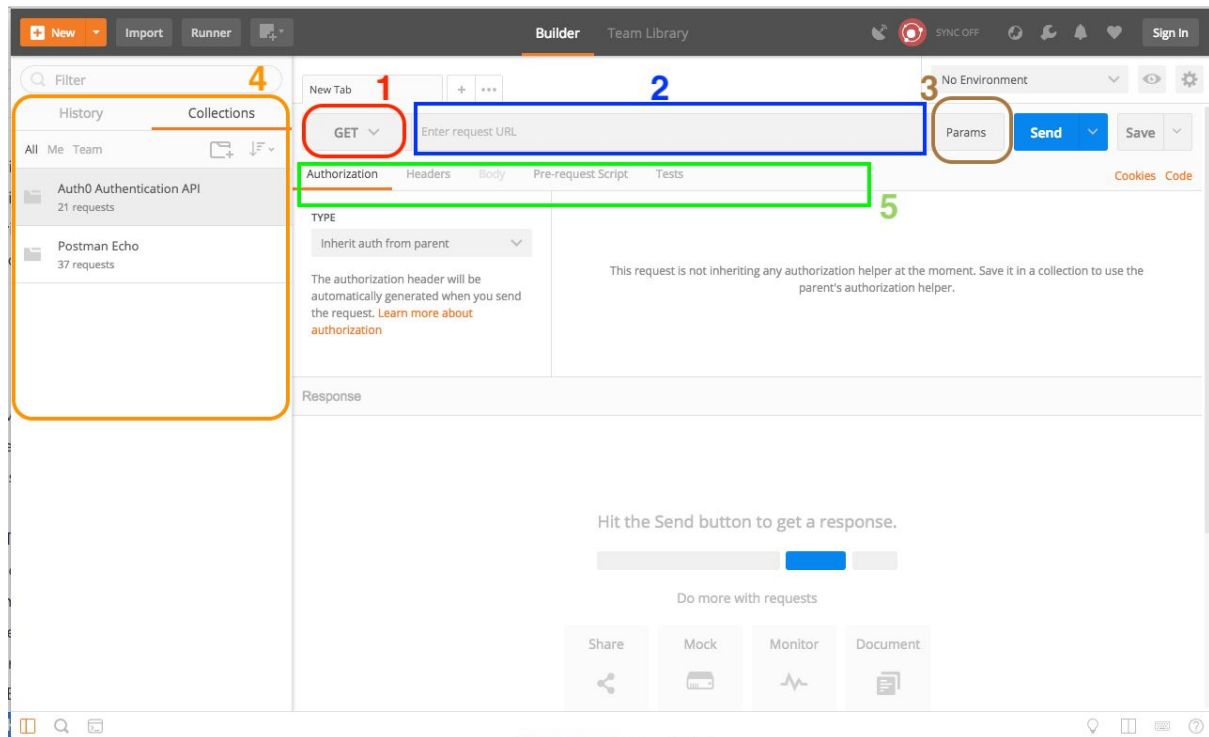 New Import Runner Builder Team Library SYNC OFF Sign In
Filter 4
History Collections
All Me Team
Auth0 Authentication API
21 requests
Postman Echo
37 requests
New Tab 1 + ••• 2 3 No Environment
GET Enter request URL Params Send Save
Authorization Headers Body Pre-request Script Tests Cookies Code
5
TYPE
Inherit auth from parent
The authorization header will be
automatically generated when you send
the request. Learn more about
authorization
This request is not inheriting any authorization helper at the moment. Save it in a collection to use the
parent's authorization helper.
Response
Hit the Send button to get a response.
Do more with requests
Share Mock Monitor Document